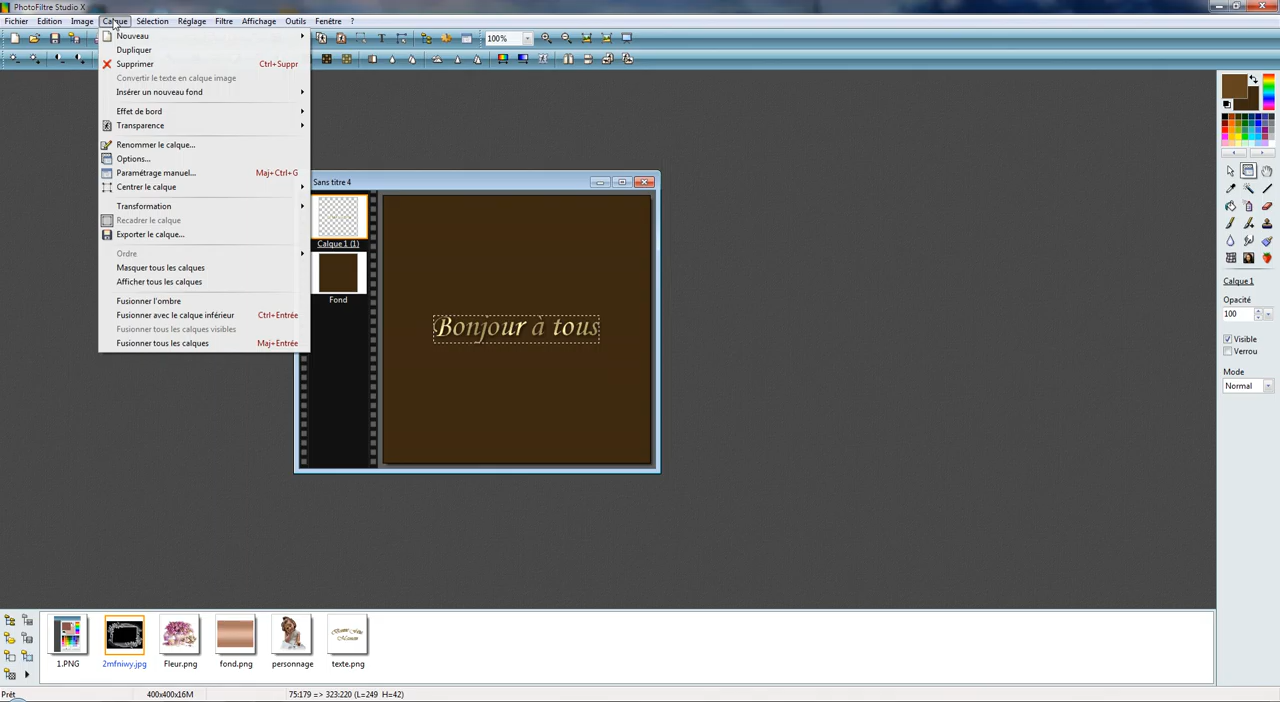 PhotoFiltre Studio X
Fichier Edition Image Calque Sélection Réglage Filtre Affichage Outils Fenêtre ?
100%
Nouveau
Dupliquer
Supprimer Ctrl+Suppr
Convertir le texte en calque image
Insérer un nouveau fond
Effet de bord
Transparence
Renommer le calque...
Options...
Paramétrage manuel... Maj+Ctrl+G
Centrer le calque
Transformation
Recadrer le calque
Exporter le calque...
Ordre
Masquer tous les calques
Afficher tous les calques
Fusionner l'ombre
Fusionner avec le calque inférieur Ctrl+Entrée
Fusionner tous les calques visibles
Fusionner tous les calques Maj+Entrée
Sans titre 4
Calque 1 (1)
Fond
Bonjour à tous
Calque 1
Opacité
100
Visible
Verrou
Mode
Normal
1.PNG 2mfniwy.jpg Fleur.png fond.png personnage texte.png
Prêt 400x400x16M 75:179 => 323:220 (L=249 H=42)